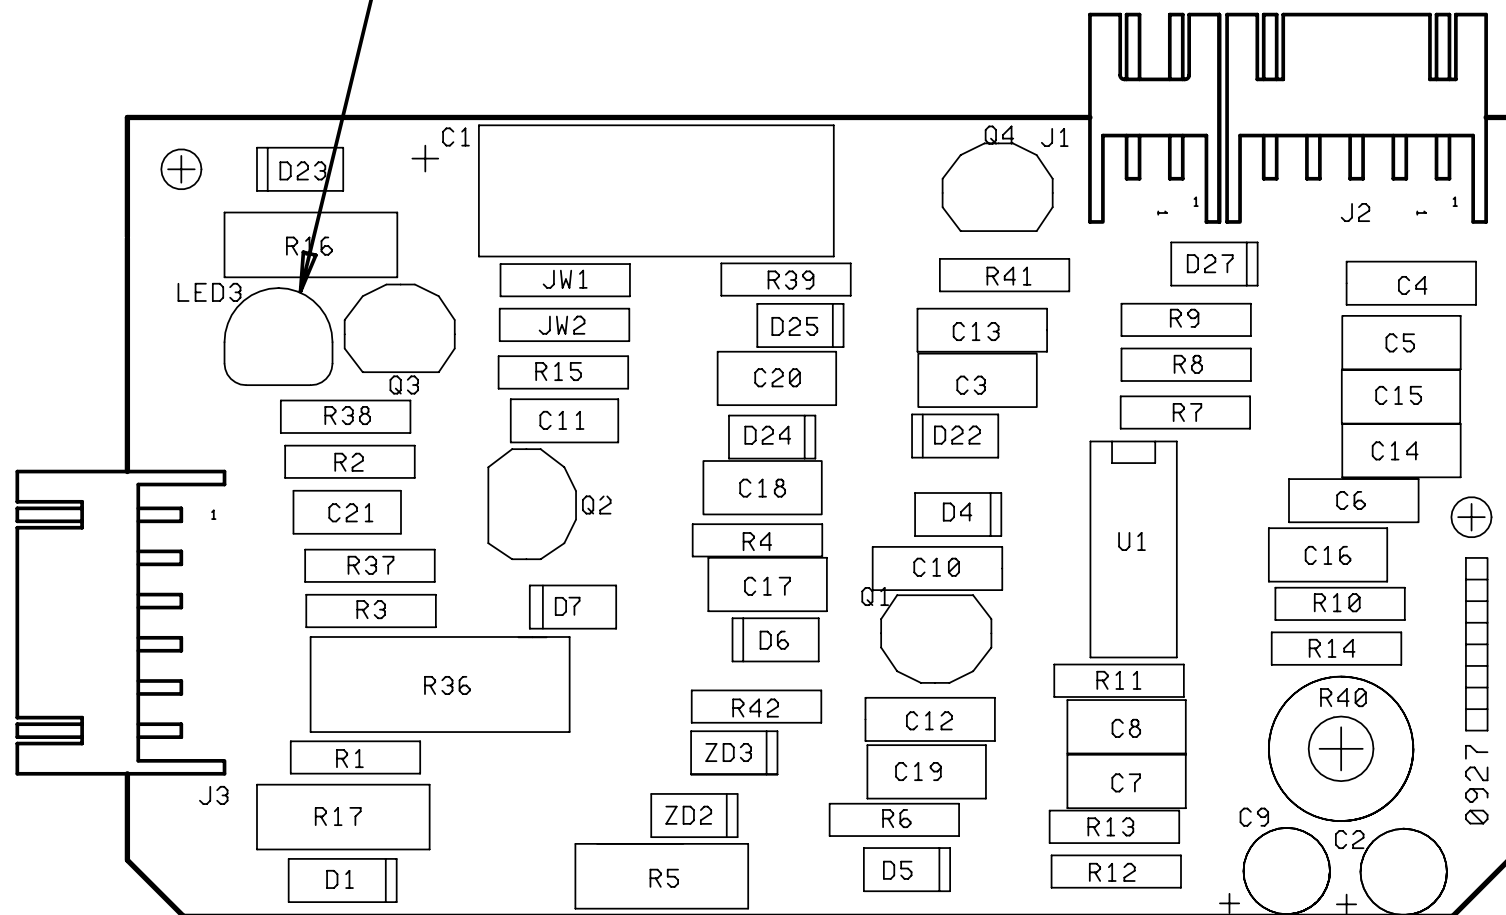 C1
Q4
J1
D23
1
1
1
1
J2
R16
D27
LED3
JW1
R39
R41
C4
JW2
D25
C13
R9
C5
Q3
R15
C20
C3
R8
R38
C11
D24
D22
R7
C15
R2
C18
C14
C21
1
Q2
D4
C6
R37
R4
C10
U1
C16
R3
D7
C17
Q1
R10
D6
R14
R36
R42
C12
R11
R40
R1
ZD3
C19
C8
C7
J3
R17
ZD2
R6
R13
C9
C2
0927
D1
R5
D5
R12